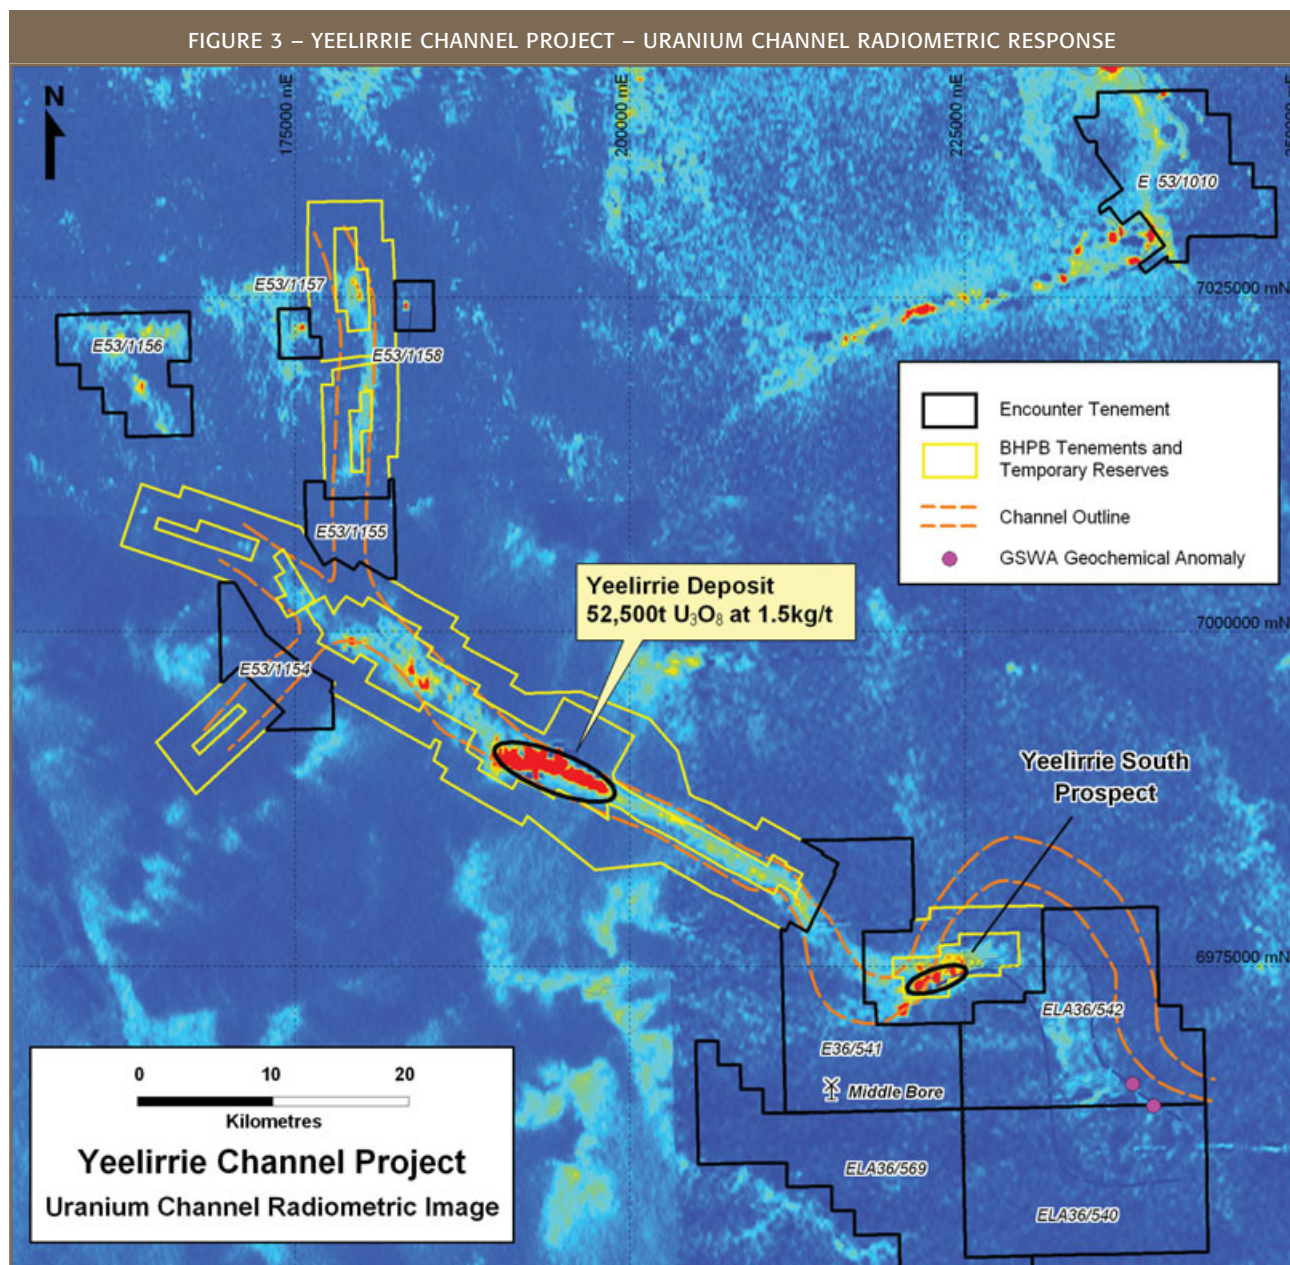 FIGURE 3 – YEELIRRIE CHANNEL PROJECT – URANIUM CHANNEL RADIOMETRIC RESPONSE
N
175000 mE
200000 mE
225000 mE
E 53/1010
E53/1157
7025000 mN
E53/1156
E53/1158
Encounter Tenement
BHPB Tenements and
Temporary Reserves
Channel Outline
GSWA Geochemical Anomaly
E53/1155
Yeelirrie Deposit
52,500t U₃O₈ at 1.5kg/t
7000000 mN
E53/1154
Yeelirrie South
Prospect
6975000 mN
ELA36/542
E36/541
Middle Bore
ELA36/569
ELA36/540
0 10 20
Kilometres
Yeelirrie Channel Project
Uranium Channel Radiometric Image